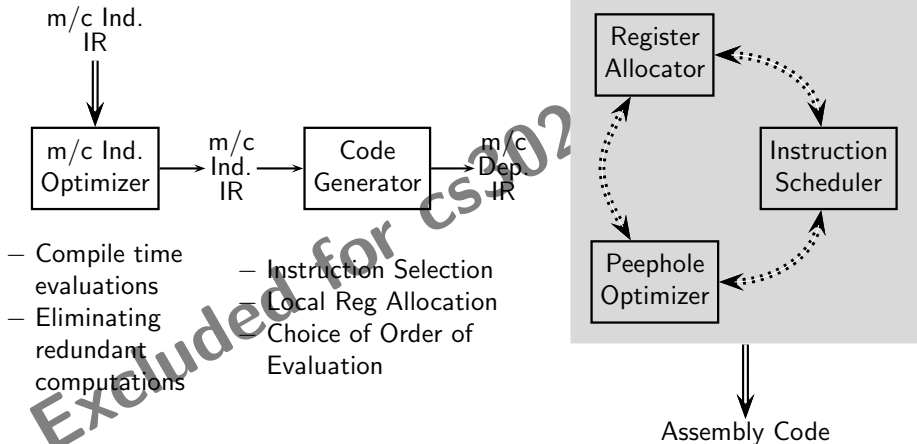 m/c Ind.
IR
m/c Ind.
Optimizer
m/c
Ind.
IR
Code
Generator
m/c
Dep.
IR
Register
Allocator
Instruction
Scheduler
Peephole
Optimizer
– Compile time
evaluations
– Eliminating
redundant
computations
– Instruction Selection
– Local Reg Allocation
– Choice of Order of
Evaluation
Assembly Code
Excluded for cs302